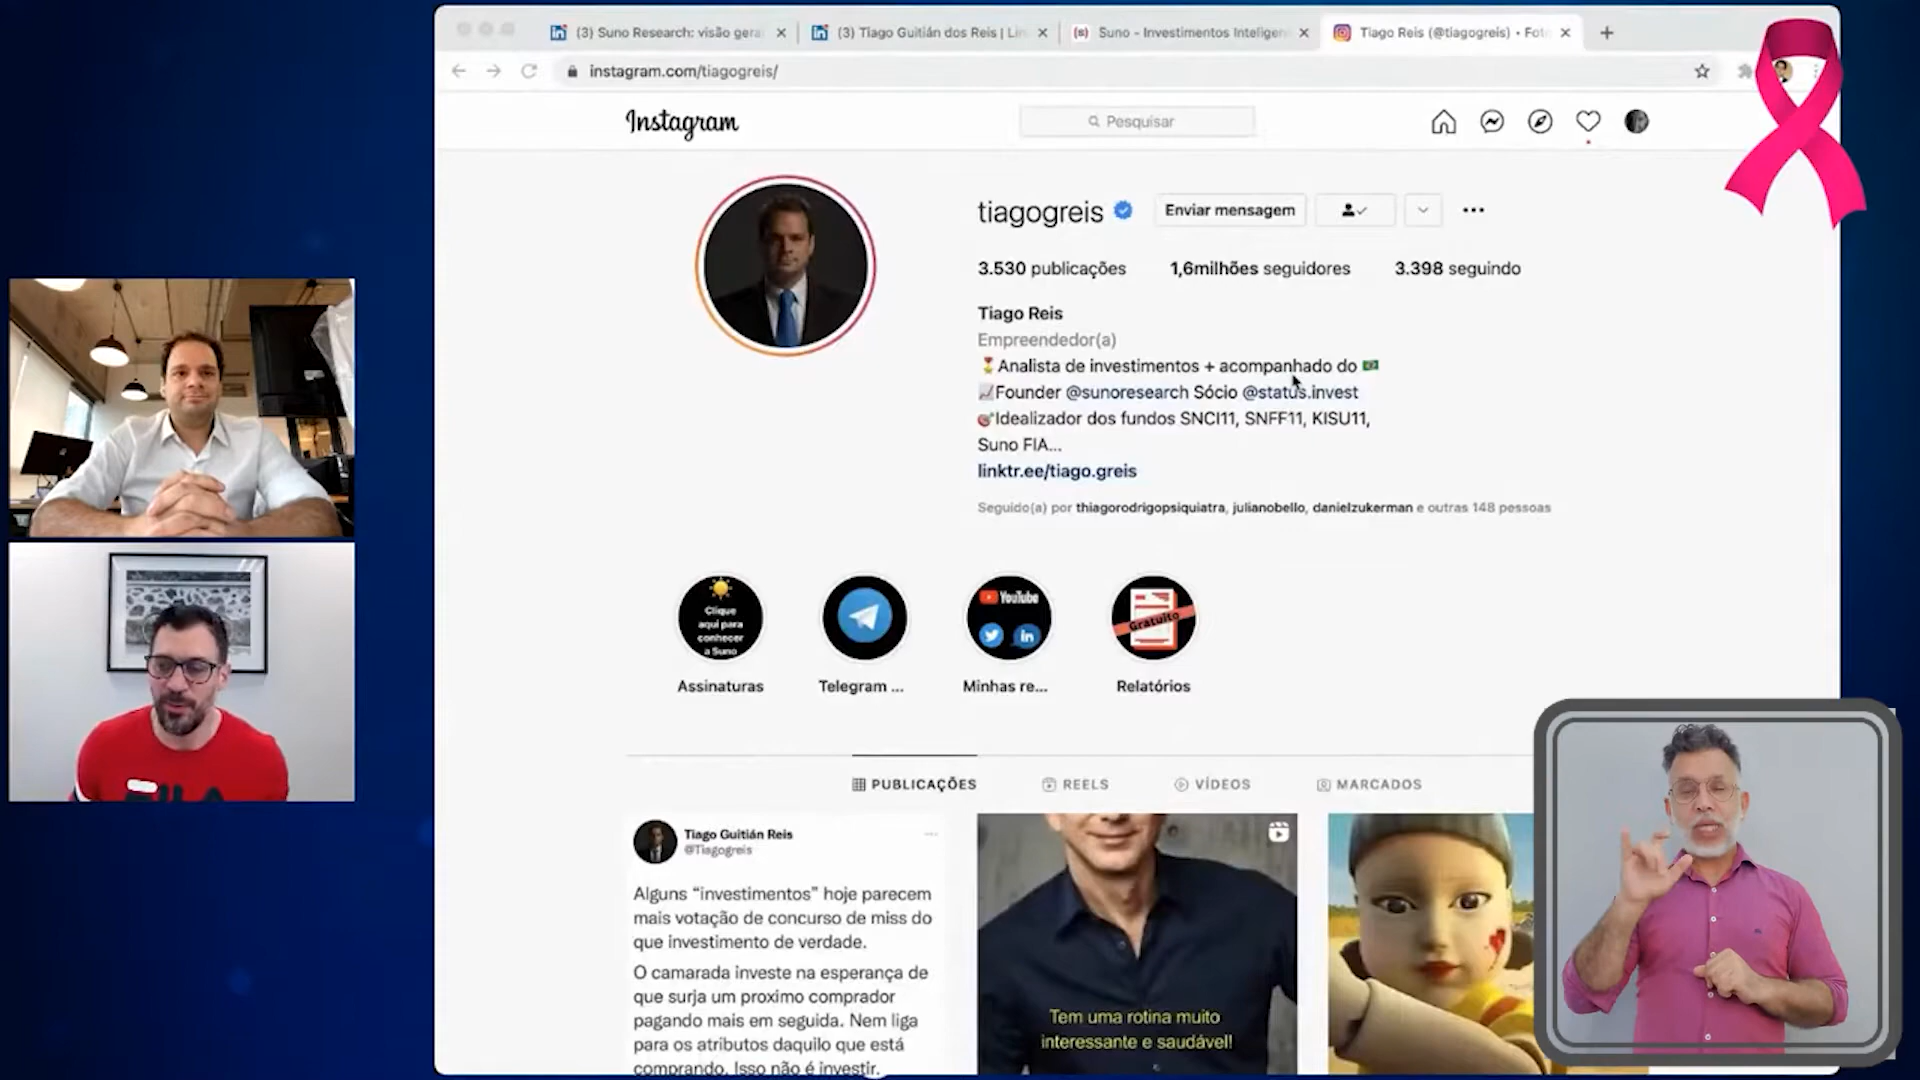 (3) Suno Research: visão gera
(3) Tiago Guitián dos Reis | Lin
Suno - Investimentos Inteligen
Tiago Reis (@tiagogreis) • Fot
instagram.com/tiagogreis/
Instagram
Pesquisar
tiagogreis
Enviar mensagem
3.530 publicações
1,6milhões seguidores
3.398 seguindo
Tiago Reis
Empreendedor(a)
Analista de investimentos + acompanhado do
Founder @sunoresearch Sócio @status.invest
Idealizador dos fundos SNCI11, SNFF11, KISU11,
Suno FIA...
linktr.ee/tiago.greis
Seguido(a) por thiagorodrigopsiquiatra, julianobello, danielzukerman e outras 148 pessoas
Clique
aqui para
conhecer
a Suno
YouTube
Gratuito
Assinaturas
Telegram ...
Minhas re...
Relatórios
PUBLICAÇÕES
REELS
VÍDEOS
MARCADOS
Tiago Guitián Reis
@Tiagogreis
Alguns “investimentos” hoje parecem
mais votação de concurso de miss do
que investimento de verdade.
O camarada investe na esperança de
que surja um proximo comprador
pagando mais em seguida. Nem liga
para os atributos daquilo que está
comprando. Isso não é investir.
Tem uma rotina muito
interessante e saudável!